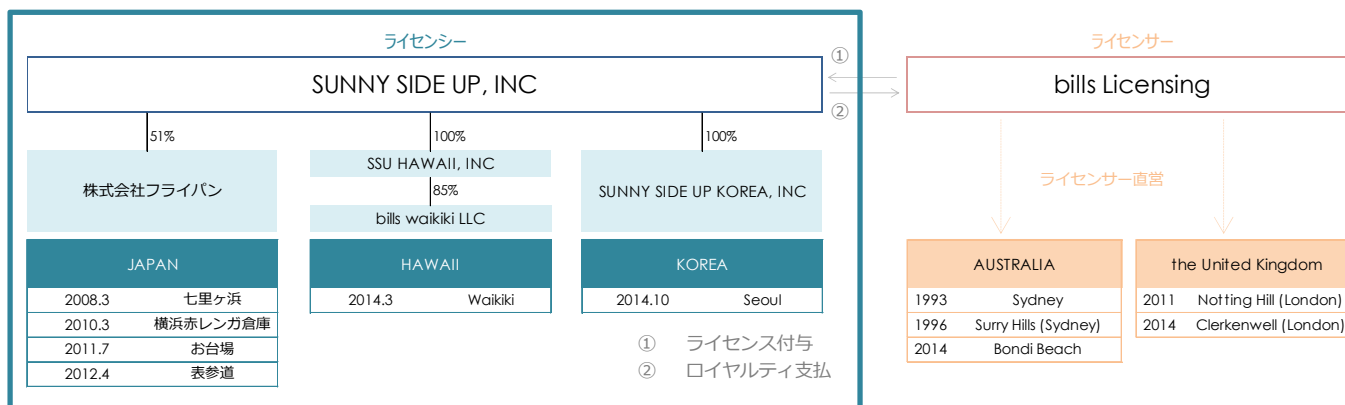 ライセンシー
ライセンサー
①
SUNNY SIDE UP, INC
bills Licensing
②
51%
100%
100%
SSU HAWAII, INC
株式会社フライパン
85%
SUNNY SIDE UP KOREA, INC
ライセンサー直営
bills waikiki LLC
JAPAN
HAWAII
KOREA
AUSTRALIA
the United Kingdom
2008.3 七里ヶ浜
2014.3 Waikiki
2014.10 Seoul
1993 Sydney
2011 Notting Hill (London)
2010.3 横浜赤レンガ倉庫
1996 Surry Hills (Sydney)
2014 Clerkenwell (London)
2011.7 お台場
① ライセンス付与
2014 Bondi Beach
2012.4 表参道
② ロイヤルティ支払